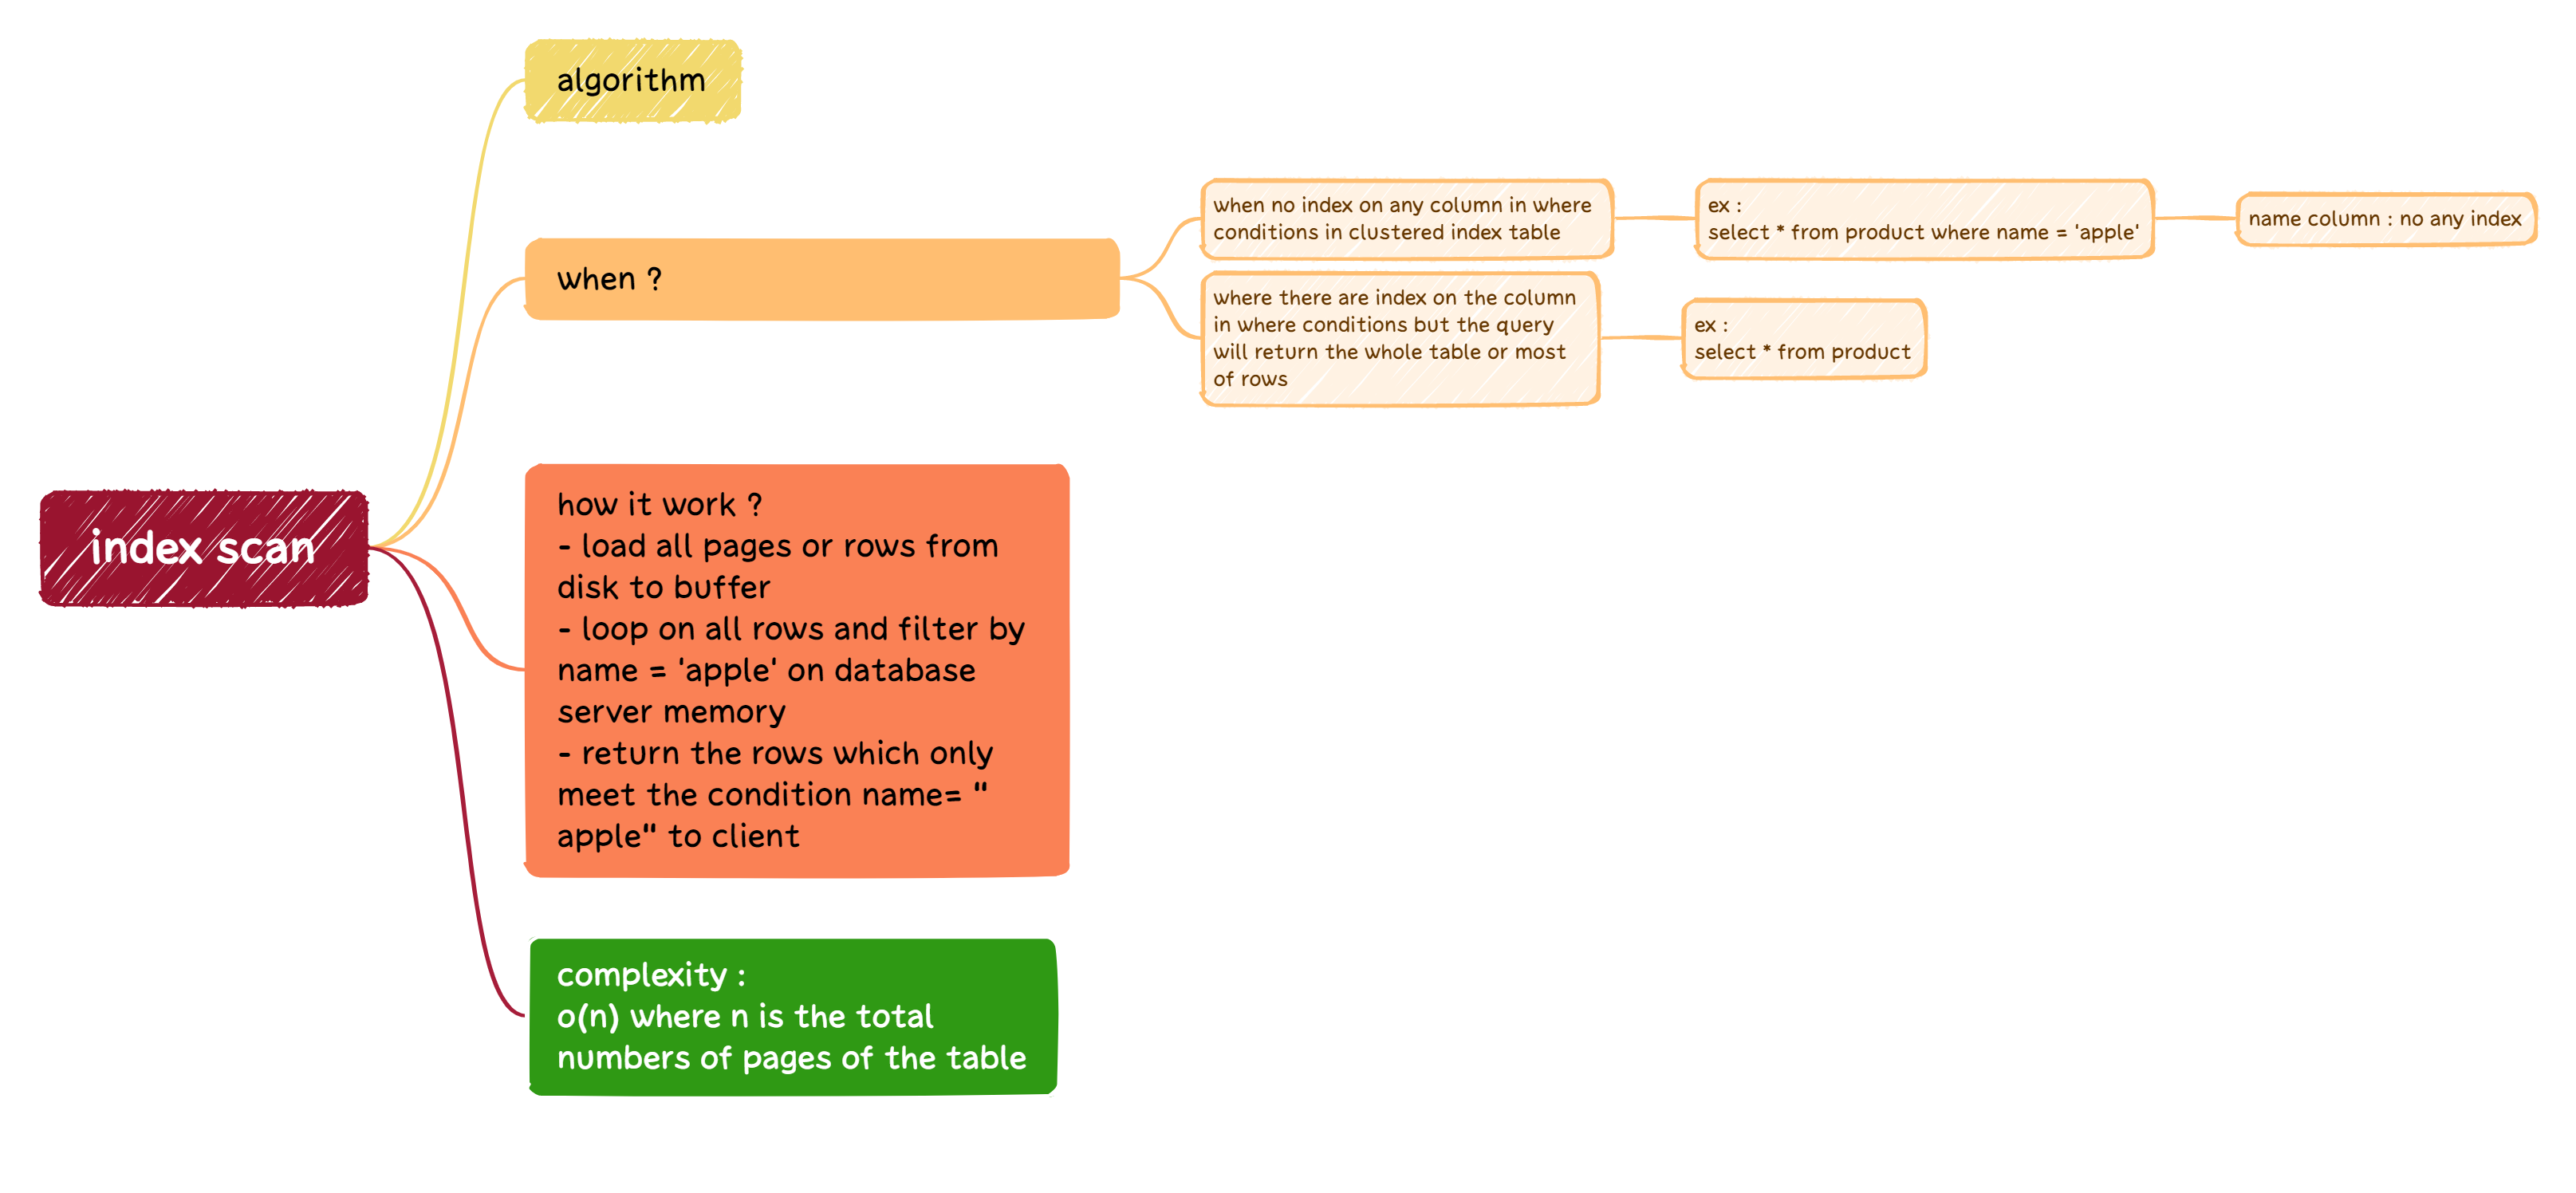 algorithm
when ?
when no index on any column in where
conditions in clustered index table
ex :
select * from product where name = 'apple'
name column : no any index
where there are index on the column
in where conditions but the query
will return the whole table or most
of rows
ex :
select * from product
index scan
how it work ?
- load all pages or rows from
disk to buffer
- loop on all rows and filter by
name = 'apple' on database
server memory
- return the rows which only
meet the condition name= "
apple" to client
complexity :
o(n) where n is the total
numbers of pages of the table